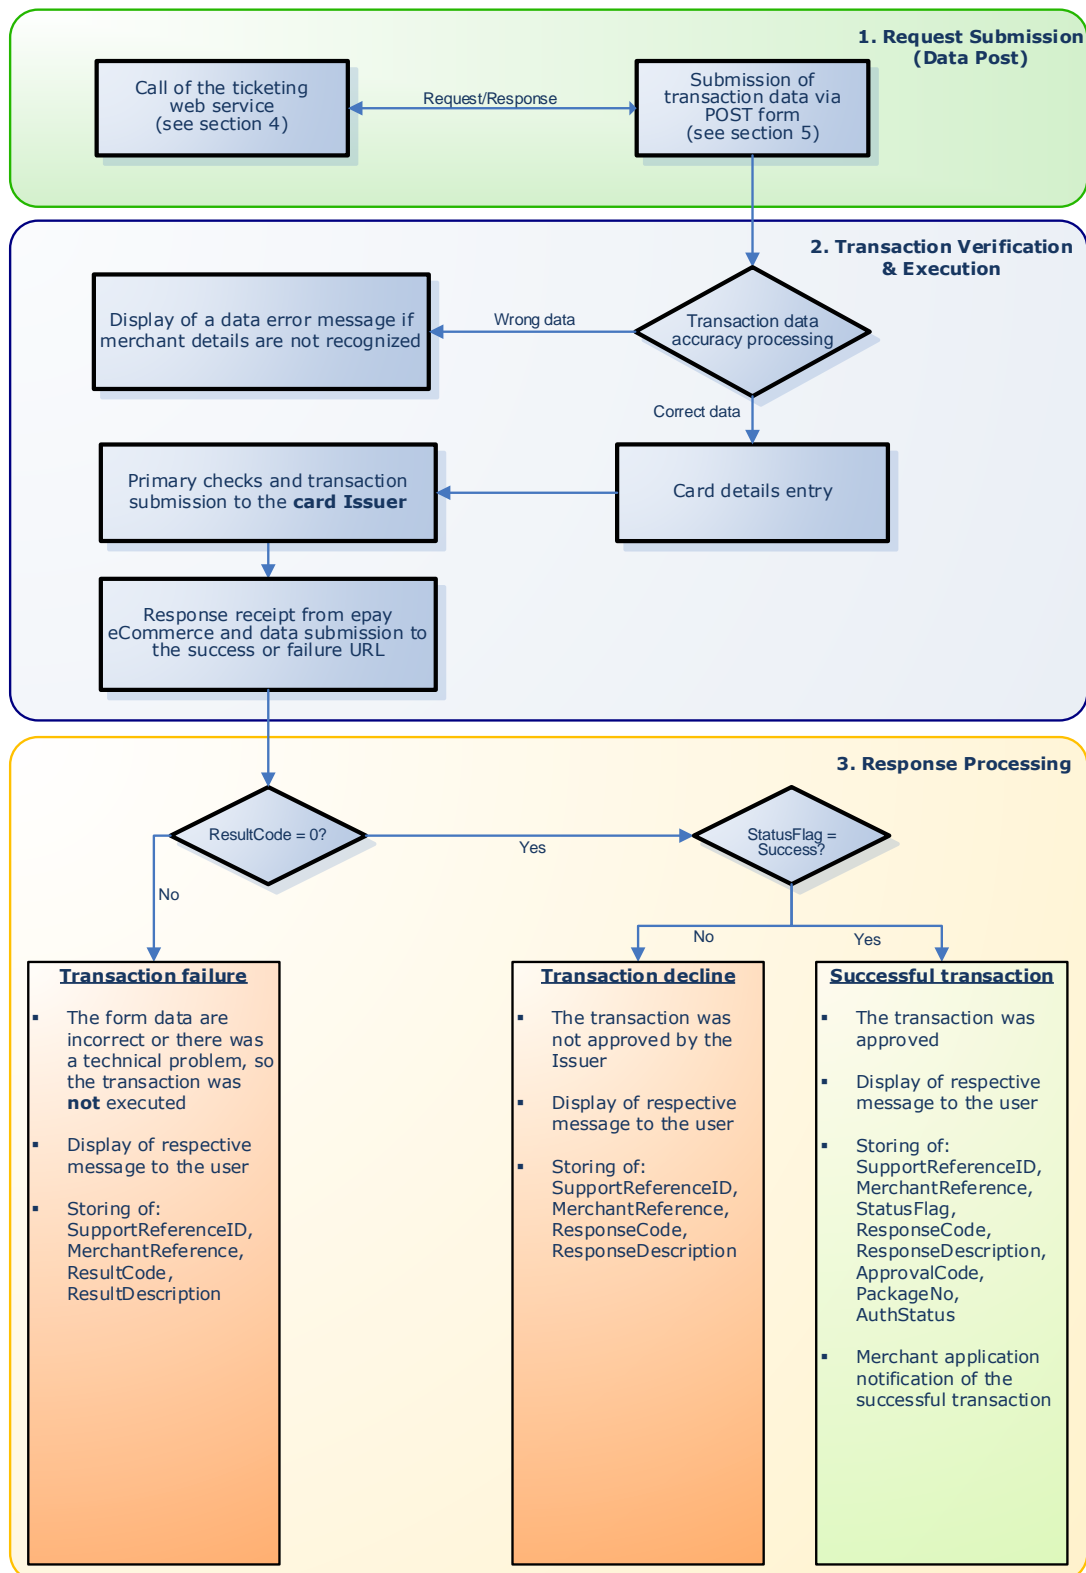 1. Request Submission
(Data Post)
Call of the ticketing
web service
(see section 4)
Request/Response
Submission of
transaction data via
POST form
(see section 5)
2. Transaction Verification
& Execution
Display of a data error message if
merchant details are not recognized
Wrong data
Transaction data
accuracy processing
Correct data
Primary checks and transaction
submission to the card Issuer
Card details entry
Response receipt from epay
eCommerce and data submission to
the success or failure URL
3. Response Processing
ResultCode = 0?
Yes
StatusFlag =
Success?
No
No
Yes
Transaction failure
▪ The form data are
incorrect or there was
a technical problem, so
the transaction was
not executed
▪ Display of respective
message to the user
▪ Storing of:
SupportReferenceID,
MerchantReference,
ResultCode,
ResultDescription
Transaction decline
▪ The transaction was
not approved by the
Issuer
▪ Display of respective
message to the user
▪ Storing of:
SupportReferenceID,
MerchantReference,
ResponseCode,
ResponseDescription
Successful transaction
▪ The transaction was
approved
▪ Display of respective
message to the user
▪ Storing of:
SupportReferenceID,
MerchantReference,
StatusFlag,
ResponseCode,
ResponseDescription,
ApprovalCode,
PackageNo,
AuthStatus
▪ Merchant application
notification of the
successful transaction